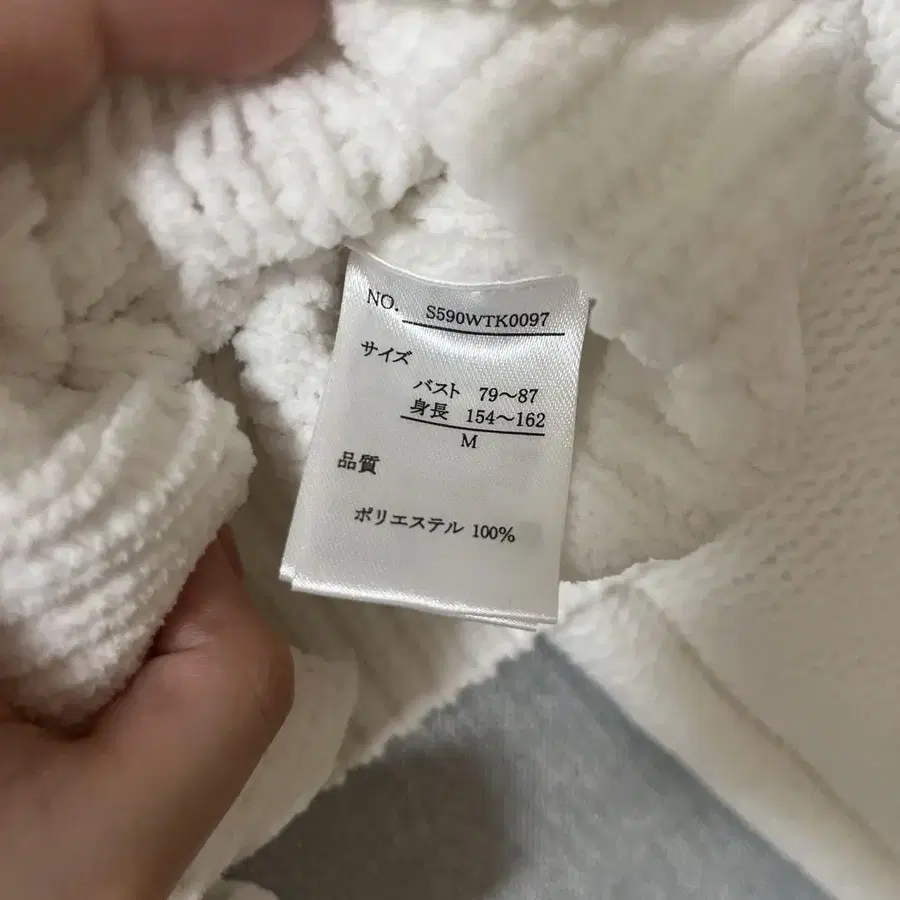 NO. S590WTK0097
サイズ
バスト 79〜87
身長 154〜162
M
品質
ポリエステル 100%